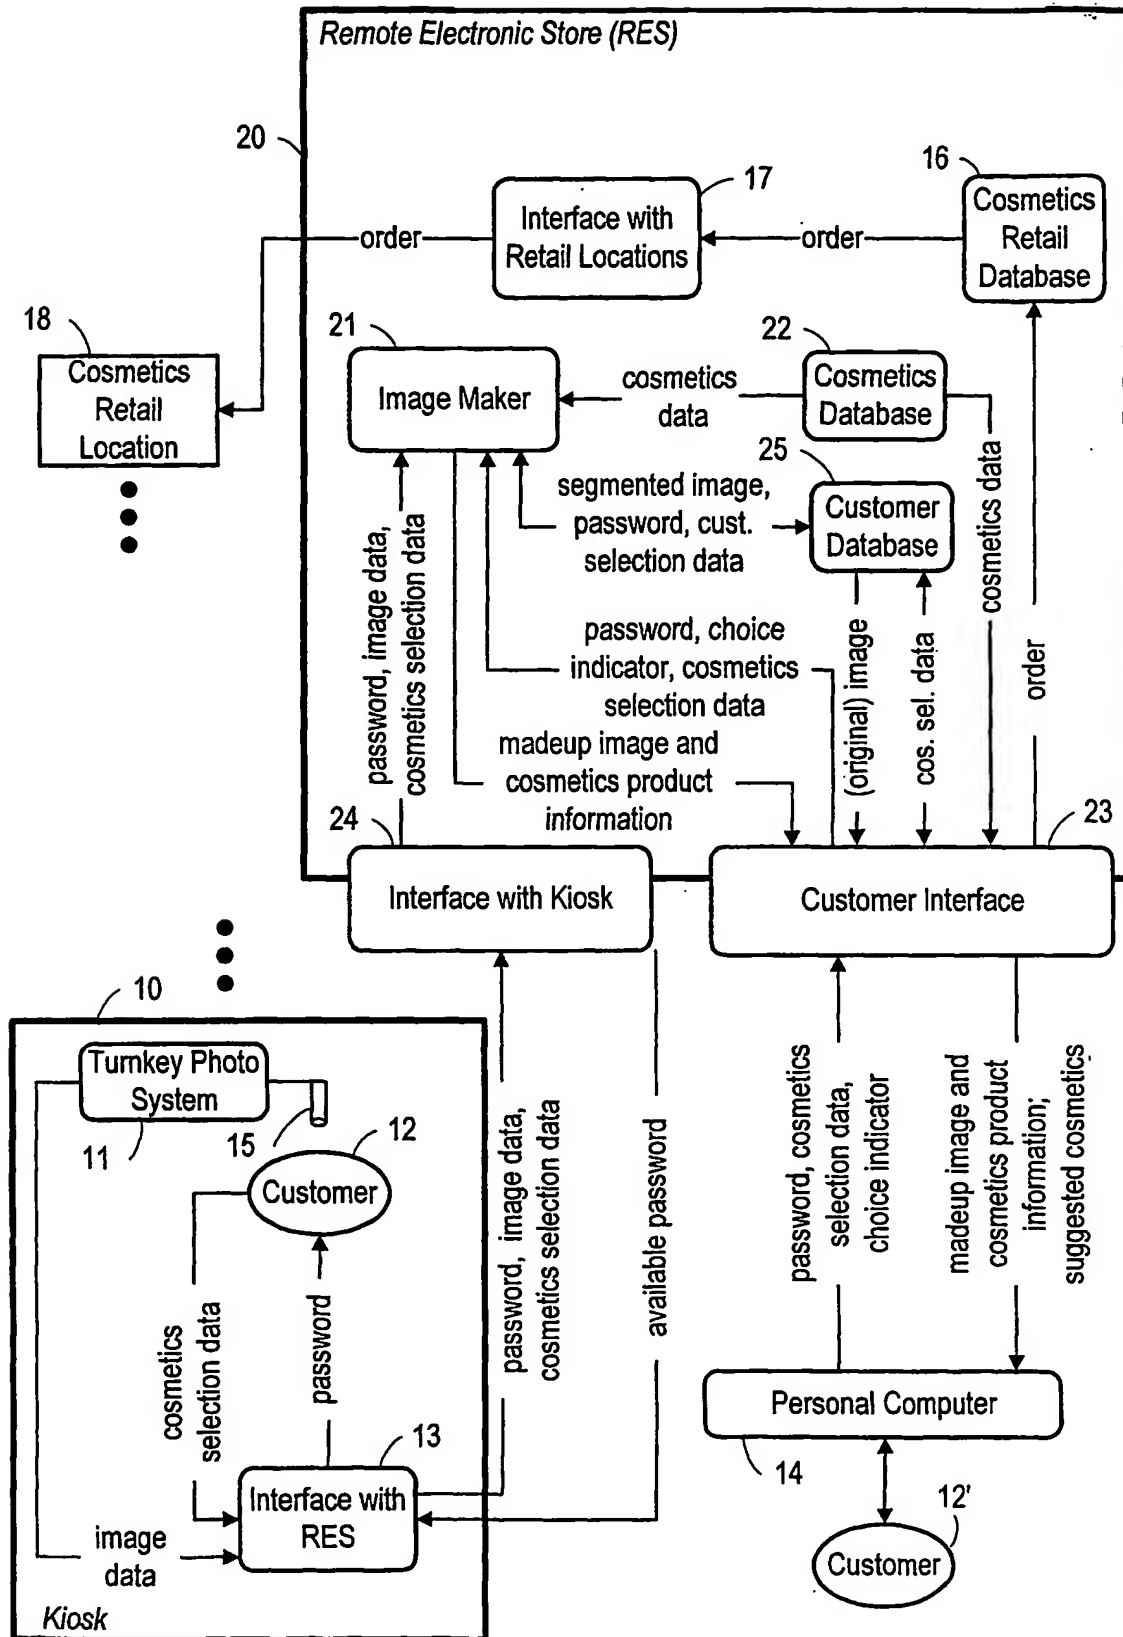 Remote Electronic Store (RES)
20
16
17
Cosmetics
Retail
Database
Interface with
Retail Locations
order
order
18
21
22
Cosmetics
Retail
Location
Image Maker
cosmetics
data
Cosmetics
Database
25
segmented image,
password, cust.
selection data
Customer
Database
cosmetics data
password, image data,
cosmetics selection data
password, choice
indicator, cosmetics
selection data
(original) image
cos. sel. data
order
madeup image and
cosmetics product
information
24
23
Interface with Kiosk
Customer Interface
10
Turnkey Photo
System
11
15
12
Customer
password, image data,
cosmetics selection data
available password
password, cosmetics
selection data,
choice indicator
madeup image and
cosmetics product
information;
suggested cosmetics
cosmetics
selection data
password
13
Interface with
RES
image
data
Kiosk
Personal Computer
14
12'
Customer